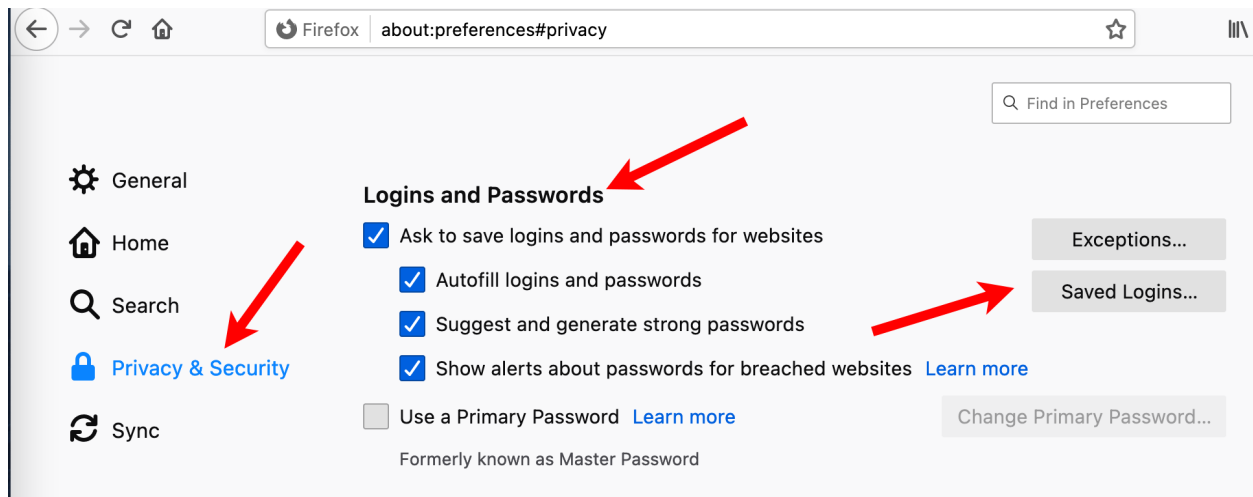 Firefox about:preferences#privacy
Find in Preferences
General
Home
Search
Privacy & Security
Sync
Logins and Passwords
Ask to save logins and passwords for websites
Exceptions...
Autofill logins and passwords
Saved Logins...
Suggest and generate strong passwords
Show alerts about passwords for breached websites Learn more
Use a Primary Password Learn more
Change Primary Password...
Formerly known as Master Password